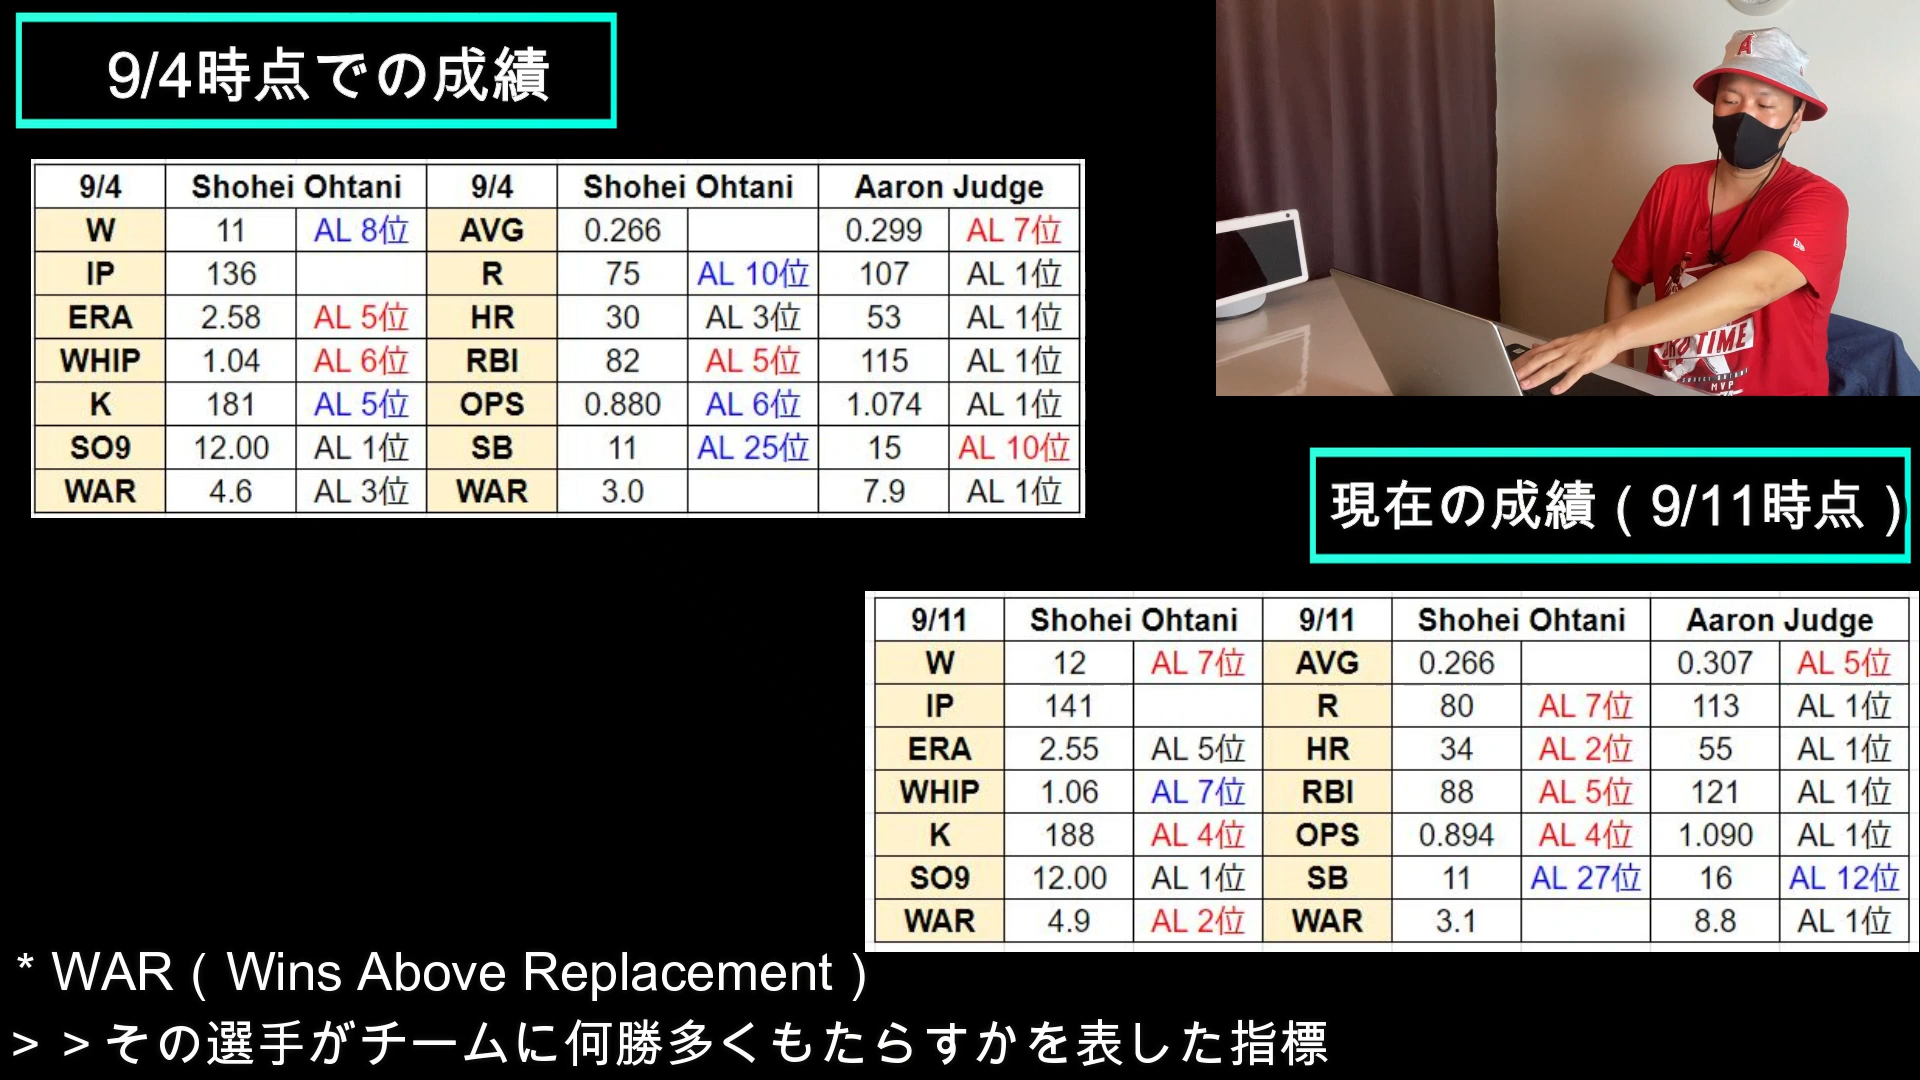 9/4時点での成績
9/4 Shohei Ohtani 9/4 Shohei Ohtani Aaron Judge
W 11 AL 8位 AVG 0.266 0.299 AL 7位
IP 136 R 75 AL 10位 107 AL 1位
ERA 2.58 AL 5位 HR 30 AL 3位 53 AL 1位
WHIP 1.04 AL 6位 RBI 82 AL 5位 115 AL 1位
K 181 AL 5位 OPS 0.880 AL 6位 1.074 AL 1位
SO9 12.00 AL 1位 SB 11 AL 25位 15 AL 10位
WAR 4.6 AL 3位 WAR 3.0 7.9 AL 1位
A
TIME
MVP
現在の成績（9/11時点）
9/11 Shohei Ohtani 9/11 Shohei Ohtani Aaron Judge
W 12 AL 7位 AVG 0.266 0.307 AL 5位
IP 141 R 80 AL 7位 113 AL 1位
ERA 2.55 AL 5位 HR 34 AL 2位 55 AL 1位
WHIP 1.06 AL 7位 RBI 88 AL 5位 121 AL 1位
K 188 AL 4位 OPS 0.894 AL 4位 1.090 AL 1位
SO9 12.00 AL 1位 SB 11 AL 27位 16 AL 12位
WAR 4.9 AL 2位 WAR 3.1 8.8 AL 1位
* WAR（Wins Above Replacement）
＞＞その選手がチームに何勝多くもたらすかを表した指標